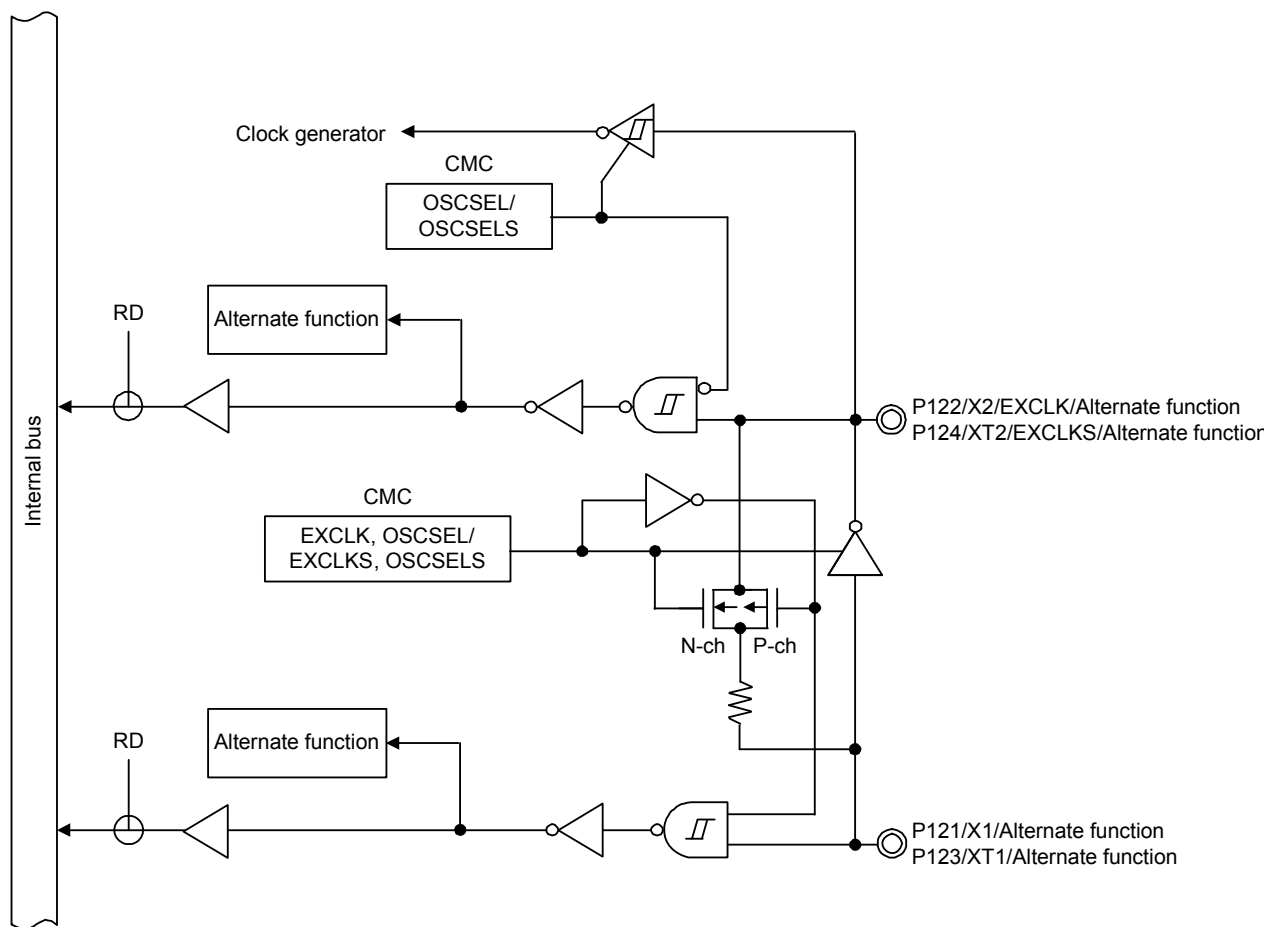 Clock generator
CMC
OSCSEL/
OSCSELS
RD
Alternate function
P122/X2/EXCLK/Alternate function
P124/XT2/EXCLKS/Alternate function
Internal bus
CMC
EXCLK, OSCSEL/
EXCLKS, OSCSELS
N-ch
P-ch
RD
Alternate function
P121/X1/Alternate function
P123/XT1/Alternate function